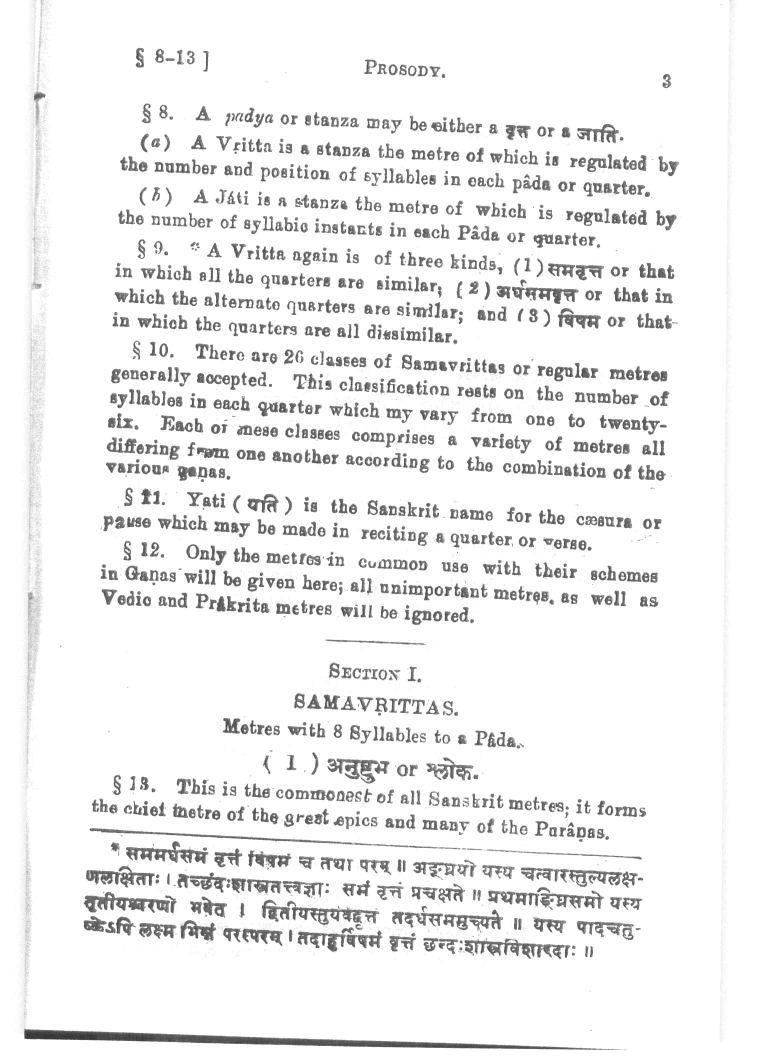 § 8-13 ]
PROSODY.
3
§ 8. A padya or stanza may be either a वृत्त or a जाति.
(a) A Vṛitta is a stanza the metre of which is regulated by
the number and position of syllables in each pâda or quarter.
(b) A Játi is a stanza the metre of which is regulated by
the number of syllabic instants in each Pâda or quarter.
§ 9. * A Vritta again is of three kinds, (1) समवृत्त or that
in which all the quarters are similar; (2) अर्धसमवृत्त or that in
which the alternate quarters are similar; and (3) विषम or that
in which the quarters are all dissimilar.
§ 10. There are 26 classes of Samavrittas or regular metres
generally accepted. This classification rests on the number of
syllables in each quarter which my vary from one to twenty-
six. Each of these classes comprises a variety of metres all
differing from one another according to the combination of the
various gaṇas.
§ 11. Yati (यति) is the Sanskrit name for the cæsura or
pause which may be made in reciting a quarter or verse.
§ 12. Only the metres in common use with their schemes
in Gaṇas will be given here; all unimportant metres, as well as
Vedic and Prâkrita metres will be ignored.
SECTION I.
SAMAVṚITTAS.
Metres with 8 Syllables to a Pâda.
( 1 ) अनुष्टुभ or श्लोक.
§ 13. This is the commonest of all Sanskrit metres; it forms
the chief metre of the great epics and many of the Purâṇas.
* सममर्धसमं वृत्तं विषमं च तथा परम् ॥ अङ्घ्रयो यस्य चत्वारस्तुल्यलक्ष-
णलक्षिताः । तच्छंदःशास्त्रतत्त्वज्ञाः समं वृत्तं प्रचक्षते ॥ प्रथमाङ्घ्रिसमो यस्य
तृतीयश्चरणो भवेत् । द्वितीयस्तुर्यवद्वृत्तं तदर्धसममुच्यते ॥ यस्य पादचतु-
ष्केऽपि लक्ष्म भिन्नं परस्परम् । तदाहुर्विषमं वृत्तं छन्दःशास्त्रविशारदाः ॥